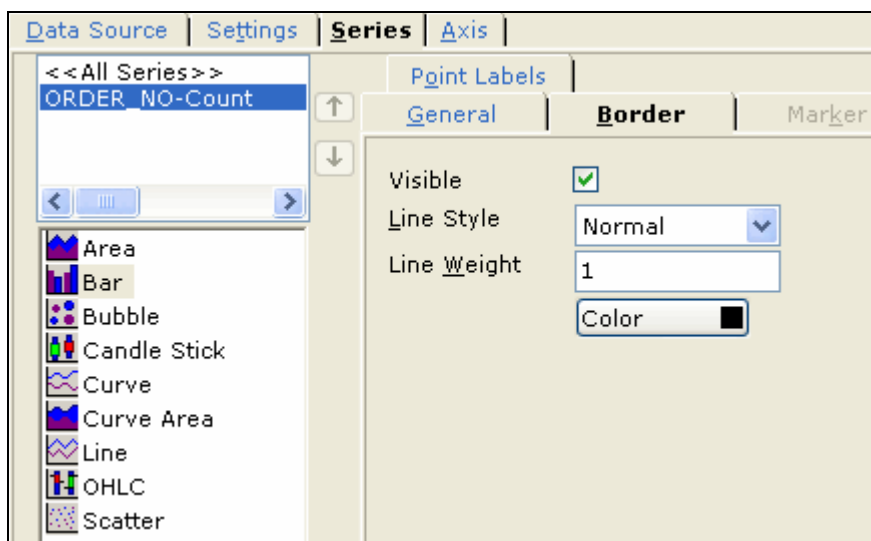 Data Source Settings Series Axis
<<All Series>>
ORDER_NO-Count
Area
Bar
Bubble
Candle Stick
Curve
Curve Area
Line
OHLC
Scatter
Point Labels
General Border Marker
Visible
Line Style Normal
Line Weight 1
Color